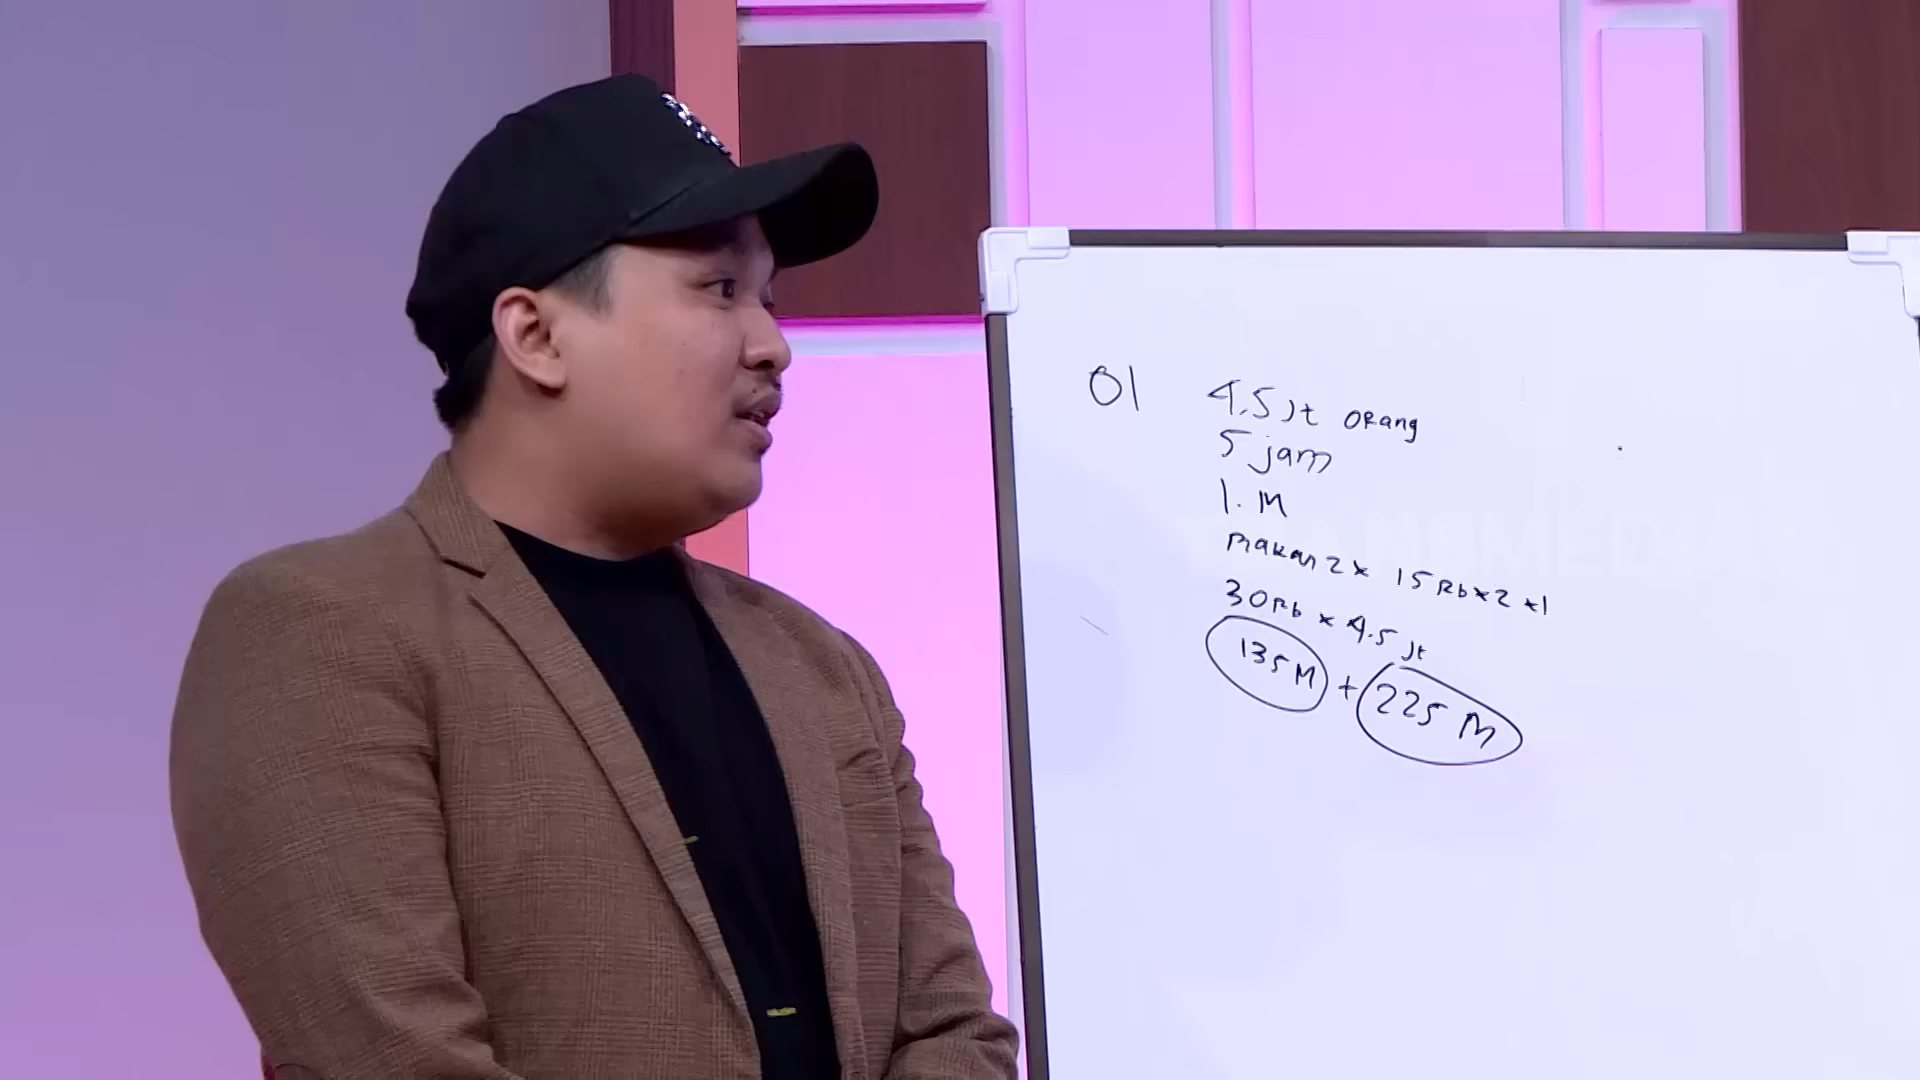 01 4.5 Jt ORang
5 jam
1. M
makan 2x 15 Rb x 2 x 1
30 Rb x 4.5 Jt
135 M + 225 M